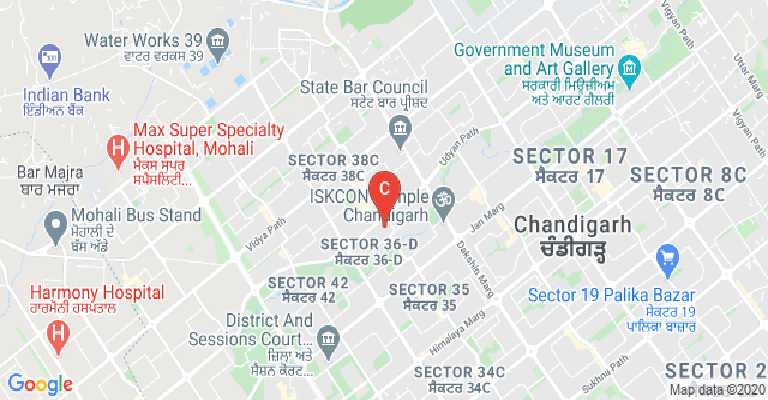 Water Works 39
ਵਾਟਰ ਵਰਕਸ 39
Indian Bank
ਇੰਡੀਅਨ ਬੈਂਕ
Government Museum
and Art Gallery
ਸਰਕਾਰੀ ਮਿਊਜ਼ੀਅਮ
ਅਤੇ ਆਰਟ ਗੈਲਰੀ
Vigyan Path
Uttar Marg
Vigyan Path
State Bar Council
ਸਟੇਟ ਬਾਰ ਪ੍ਰੀਸ਼ਦ
Max Super Specialty
Hospital, Mohali
ਮੈਕਸ ਸੁਪਰ
ਸਪੈਸਲਿਟੀ...
Udyan Path
SECTOR 38C
ਸੈਕਟਰ 38C
SECTOR 17
ਸੈਕਟਰ 17
SECTOR 8C
ਸੈਕਟਰ 8C
Bar Majra
ਬਾਰ ਮਜਰਾ
C
ISKCON Temple
Chandigarh
Mohali Bus Stand
ਮੋਹਾਲੀ ਦੇ
ਬੱਸ ਅੱਡੇ
Vidya Path
Jan Marg
Chandigarh
ਚੰਡੀਗੜ੍ਹ
SECTOR 36-D
ਸੈਕਟਰ 36-D
Dakshin Marg
SECTOR 42
ਸੈਕਟਰ 42
SECTOR 35
ਸੈਕਟਰ 35
Sector 19 Palika Bazar
ਸੇਕਟਰ 19
ਪਾਲਿਕਾ ਬਾਜ਼ਾਰ
Harmony Hospital
ਹਾਰਮੋਨੀ ਹਸਪਤਾਲ
District And
Sessions Court...
ਜ਼ਿਲਾ ਅਤੇ
ਸੈਸ਼ਨ ਕੋਰਟ...
Himalaya Marg
SECTOR 34C
ਸੈਕਟਰ 34C
Sukhna Path
SECTOR 2
Google
Map data ©2020